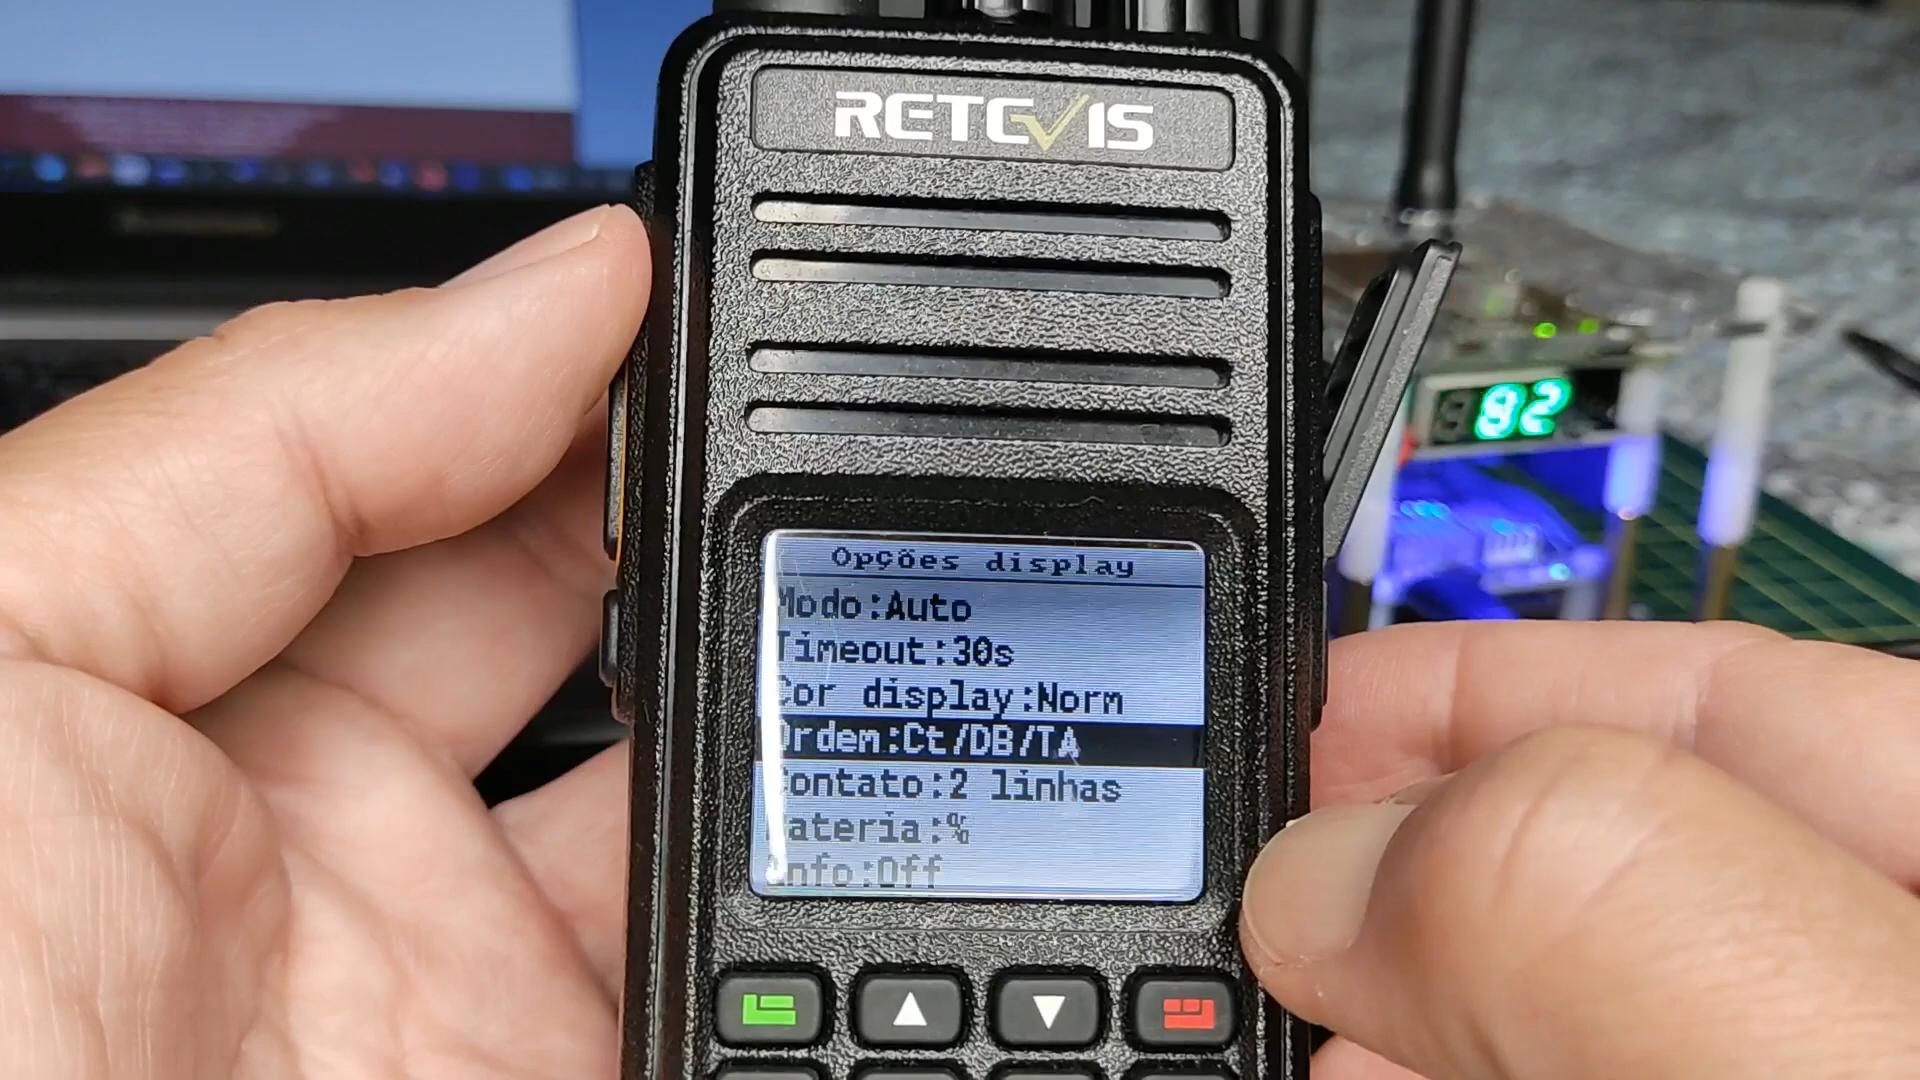 RETEVIS
Opções display
Modo:Auto
Timeout:30s
Cor display:Norm
Ordem:Ct/DB/TA
Contato:2 linhas
Bateria:%
Info:Off
82